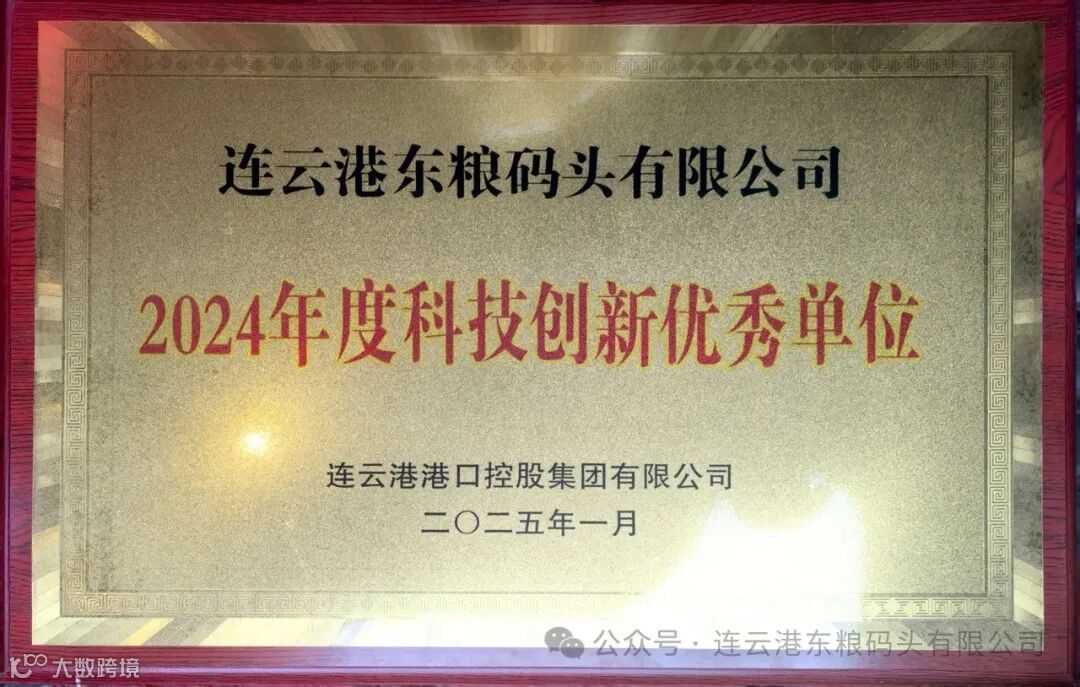 连云港东粮码头有限公司
2024年度科技创新优秀单位
连云港港口控股集团有限公司
二〇二五年一月
公众号·连云港东粮码头有限公司
大数跨境